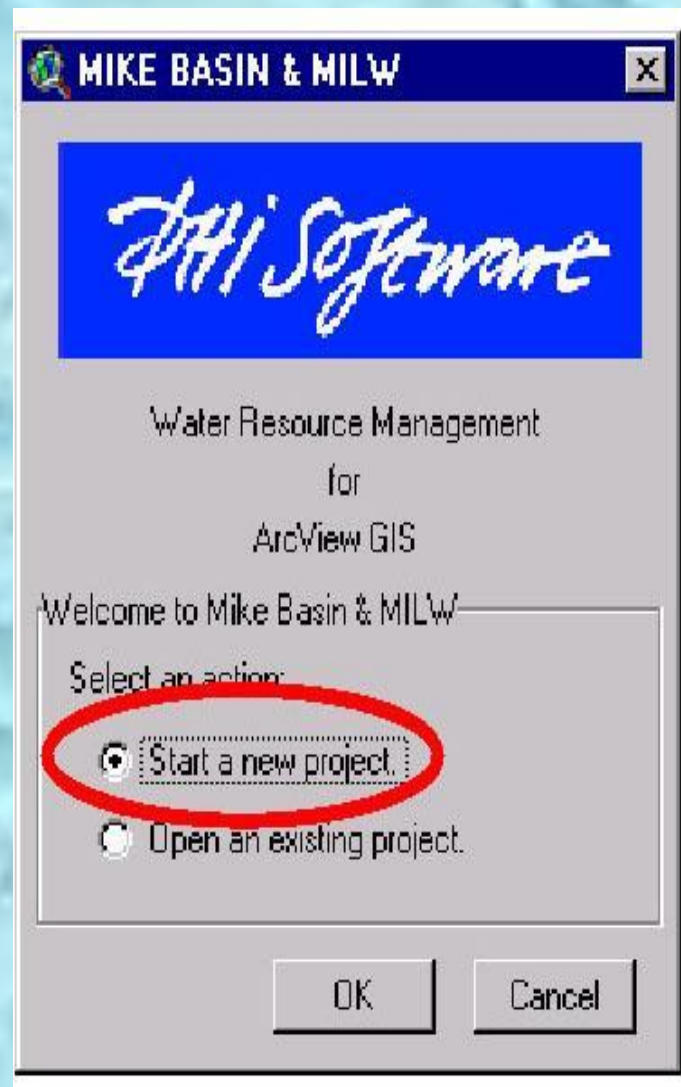 MIKE BASIN & MILW
DHI Software
Water Resource Management
for
ArcView GIS
Welcome to Mike Basin & MILW
Select an action:
Start a new project.
Open an existing project.
OK
Cancel